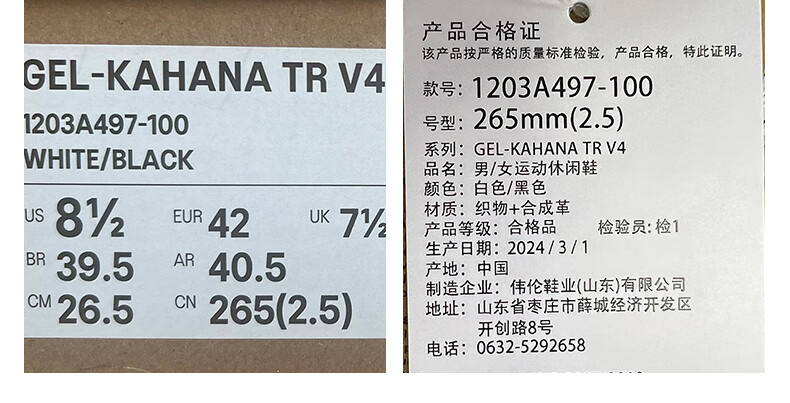 GEL-KAHANA TR V4
1203A497-100
WHITE/BLACK
US 8½ EUR 42 UK 7½
BR 39.5 AR 40.5
CM 26.5 CN 265(2.5)
产品合格证
该产品按严格的质量标准检验，产品合格，特此证明。
款号：1203A497-100
号型：265mm(2.5)
系列：GEL-KAHANA TR V4
品名：男/女运动休闲鞋
颜色：白色/黑色
材质：织物+合成革
产品等级：合格品 检验员：检1
生产日期：2024 / 3 / 1
产地：中国
制造企业：伟伦鞋业(山东)有限公司
地址：山东省枣庄市薛城经济开发区
开创路8号
电话：0632-5292658